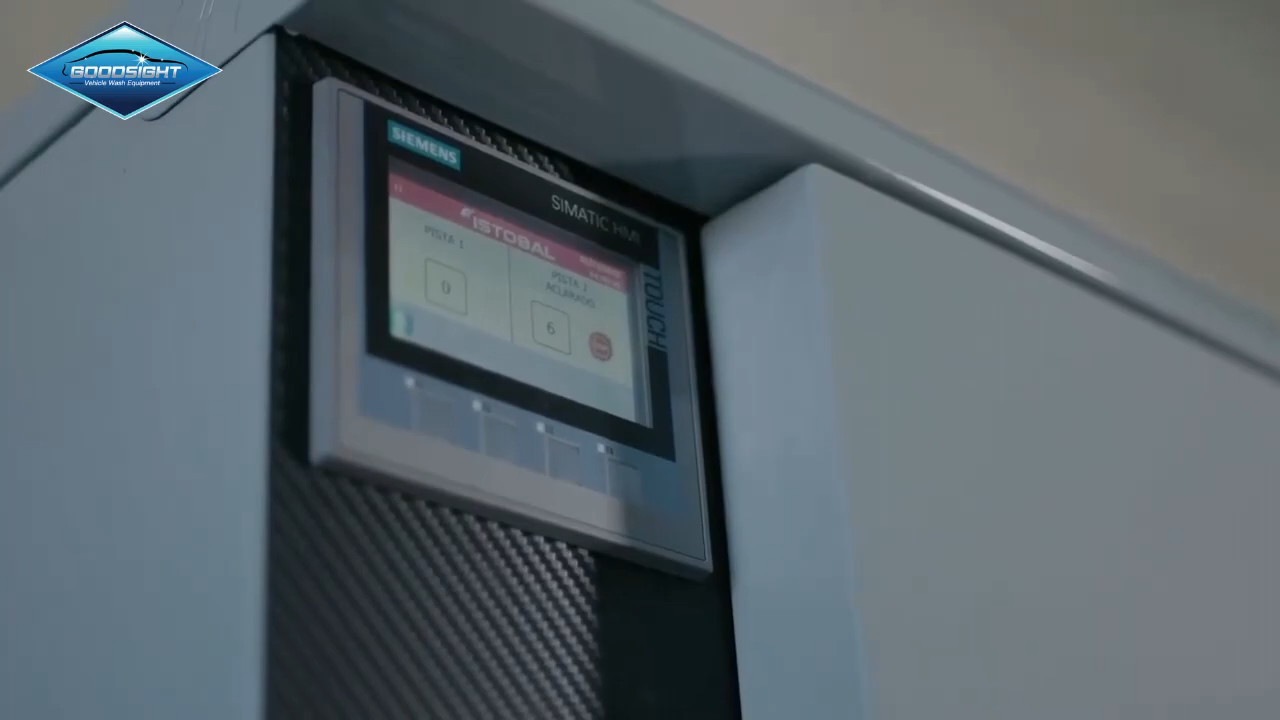 GOODSIGHT
Vehicle Wash Equipment
SIEMENS
SIMATIC HMI
TOUCH
ISTOBAL
PISTA 1
0
PISTA 2
ACLARADO
6